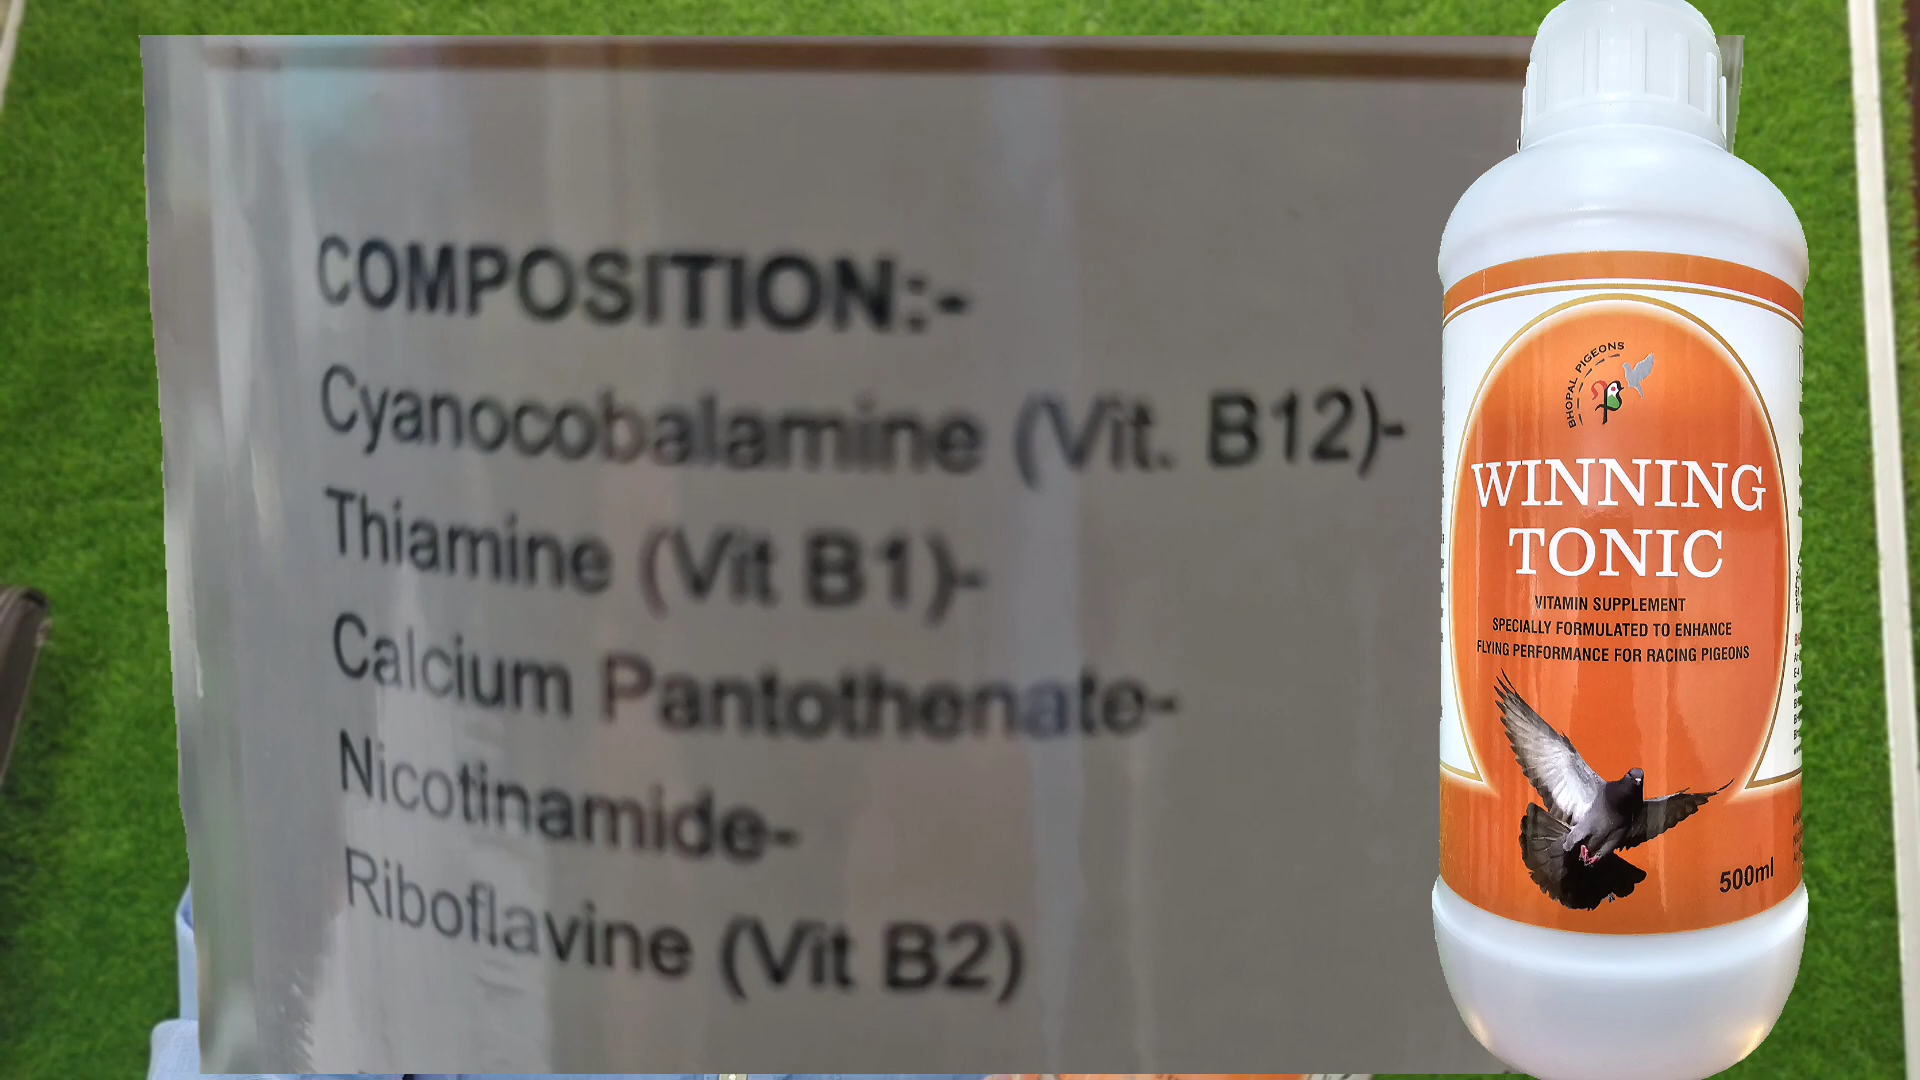 COMPOSITION:-
Cyanocobalamine (Vit. B12)-
Thiamine (Vit B1)-
Calcium Pantothenate-
Nicotinamide-
Riboflavine (Vit B2)
BHOPAL PIGEONS
WINNING
TONIC
VITAMIN SUPPLEMENT
SPECIALLY FORMULATED TO ENHANCE
FLYING PERFORMANCE FOR RACING PIGEONS
500ml